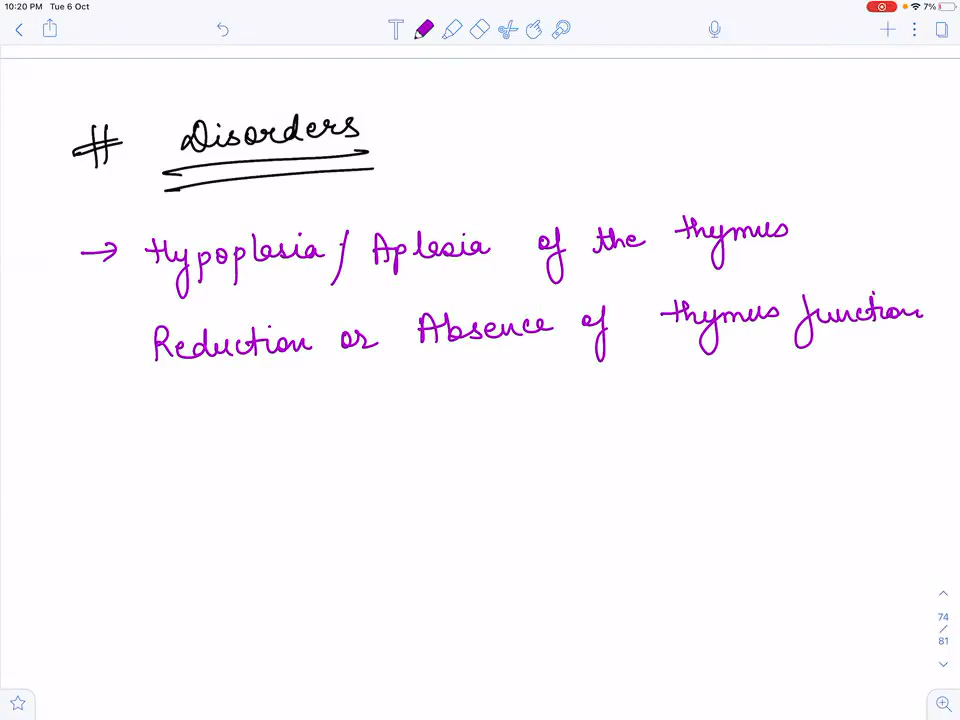 10:20 PM Tue 6 Oct
7%
# Disorders
→ Hypoplasia / Aplasia of the thymus
Reduction or Absence of thymus function
74
/
81